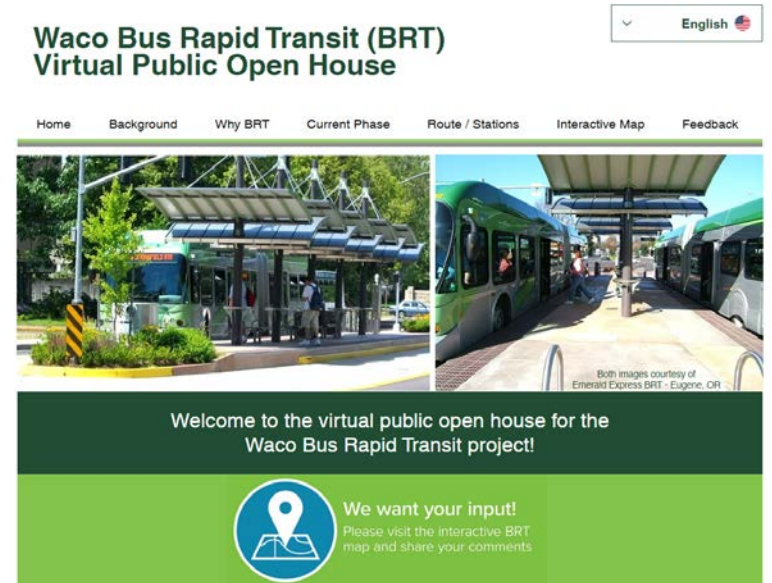 English
Waco Bus Rapid Transit (BRT)
Virtual Public Open House
Home Background Why BRT Current Phase Route / Stations Interactive Map Feedback
Both images courtesy of
Emerald Express BRT - Eugene, OR
Welcome to the virtual public open house for the
Waco Bus Rapid Transit project!
We want your input!
Please visit the interactive BRT
map and share your comments